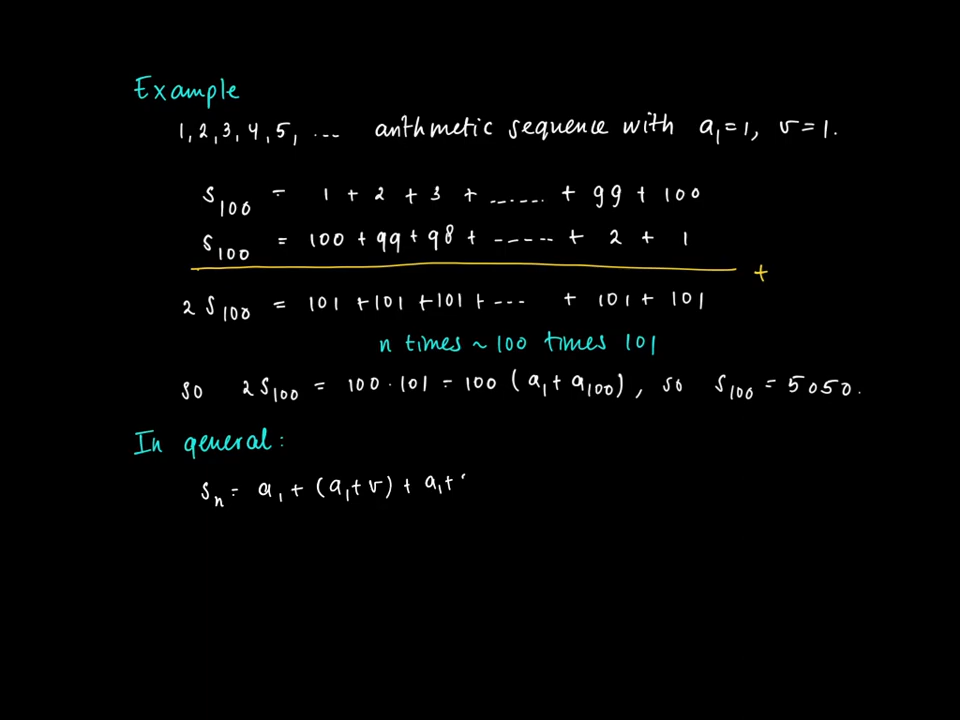 Example
1, 2, 3, 4, 5, ... arithmetic sequence with a₁ = 1, v = 1.
S₁₀₀ = 1 + 2 + 3 + ...... + 99 + 100
S₁₀₀ = 100 + 99 + 98 + ...... + 2 + 1
+
2 S₁₀₀ = 101 + 101 + 101 + ... + 101 + 101
n times ~ 100 times 101
so 2 S₁₀₀ = 100 · 101 = 100 (a₁ + a₁₀₀), so S₁₀₀ = 5050.
In general:
Sₙ = a₁ + (a₁ + v) + a₁ +